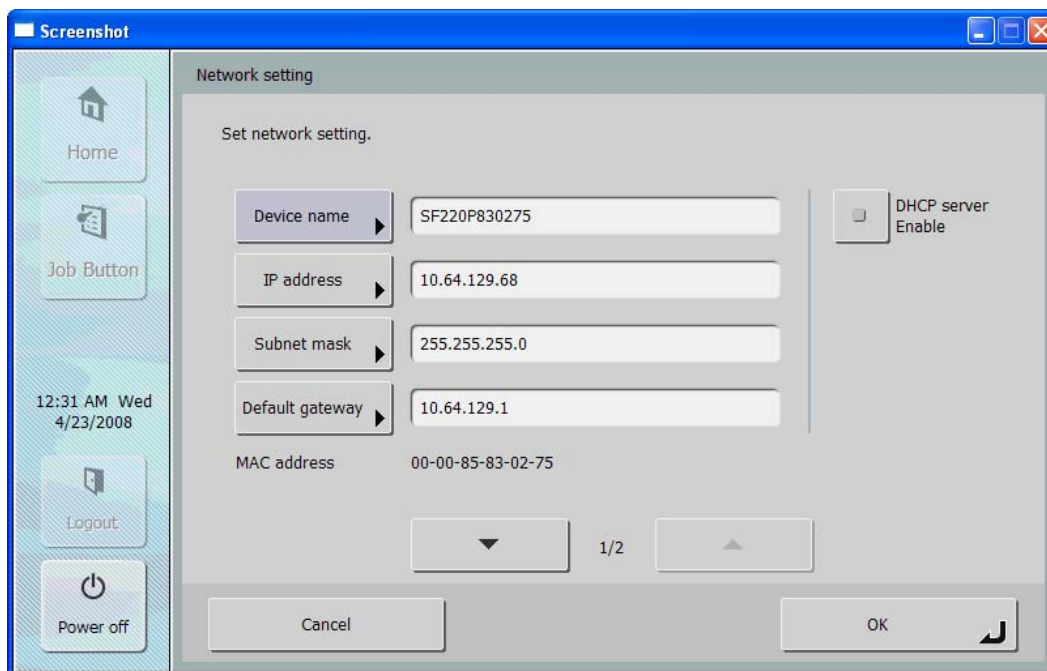 Screenshot
Home
Job Button
12:31 AM Wed
4/23/2008
Logout
Power off
Network setting
Set network setting.
Device name SF220P830275
IP address 10.64.129.68
Subnet mask 255.255.255.0
Default gateway 10.64.129.1
MAC address 00-00-85-83-02-75
DHCP server
Enable
1/2
Cancel
OK